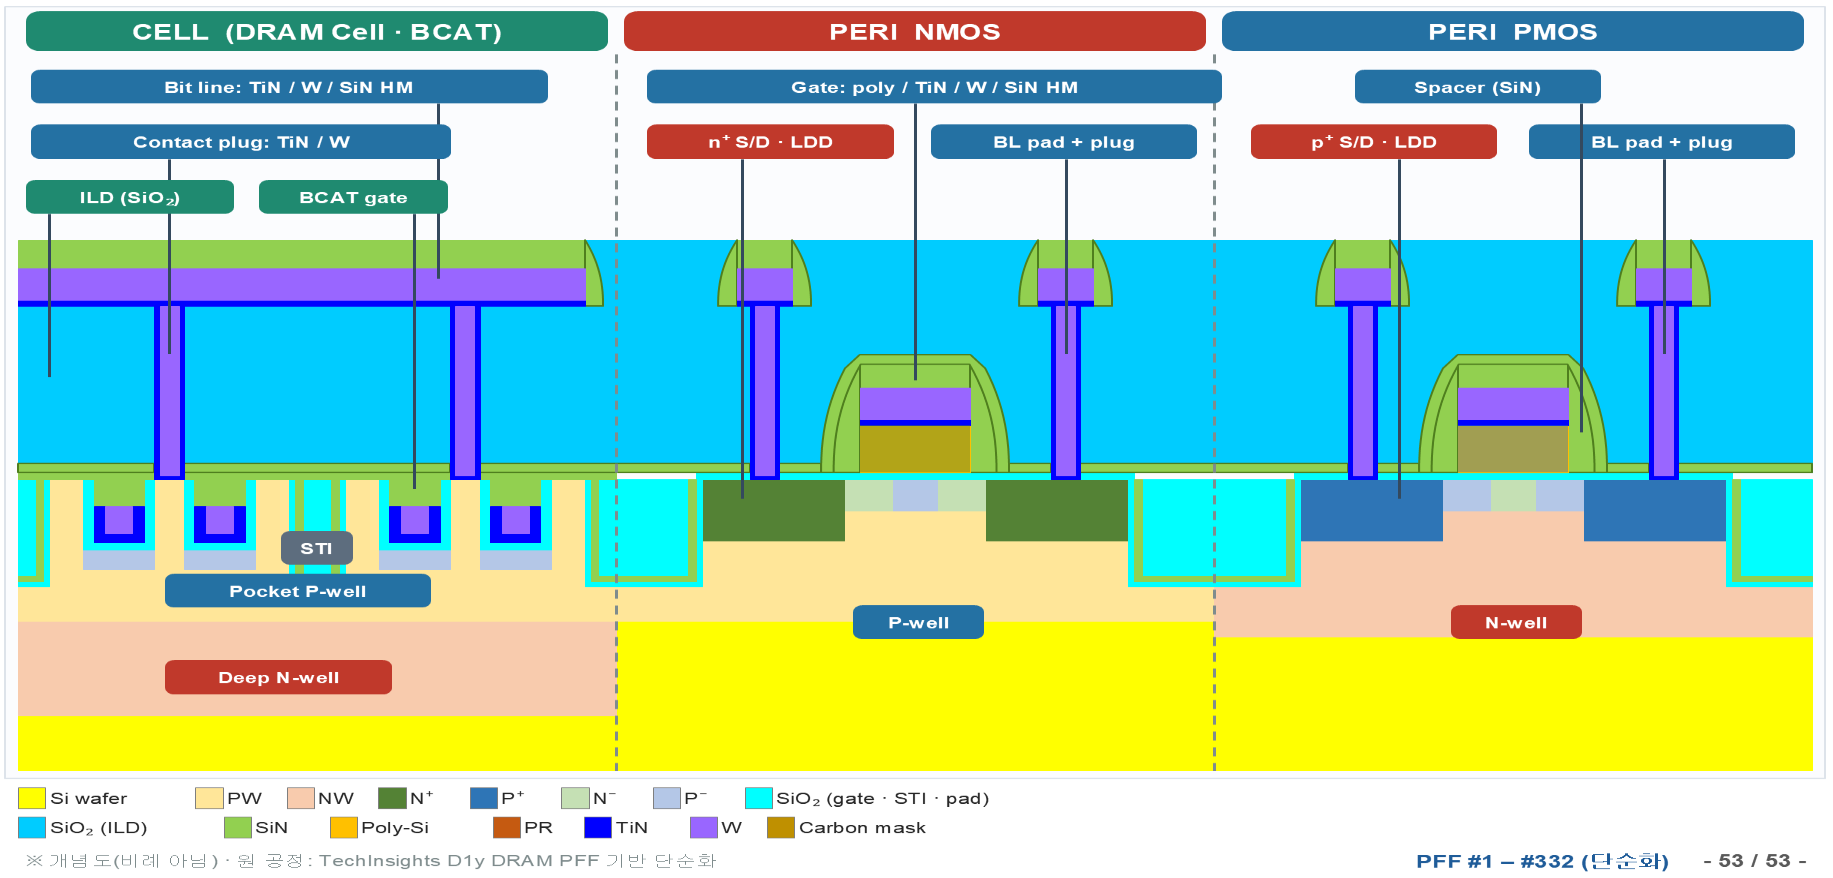 CELL (DRAM Cell · BCAT)
PERI NMOS
PERI PMOS
Bit line: TiN / W / SiN HM
Gate: poly / TiN / W / SiN HM
Spacer (SiN)
Contact plug: TiN / W
n⁺ S/D · LDD
BL pad + plug
p⁺ S/D · LDD
BL pad + plug
ILD (SiO₂)
BCAT gate
STI
Pocket P-well
P-well
N-well
Deep N-well
Si wafer
PW
NW
N⁺
P⁺
N⁻
P⁻
SiO₂ (gate · STI · pad)
SiO₂ (ILD)
SiN
Poly-Si
PR
TiN
W
Carbon mask
※ 개념도(비례 아님) · 원 공정: TechInsights D1y DRAM PFF 기반 단순화
PFF #1 – #332 (단순화)
- 53 / 53 -